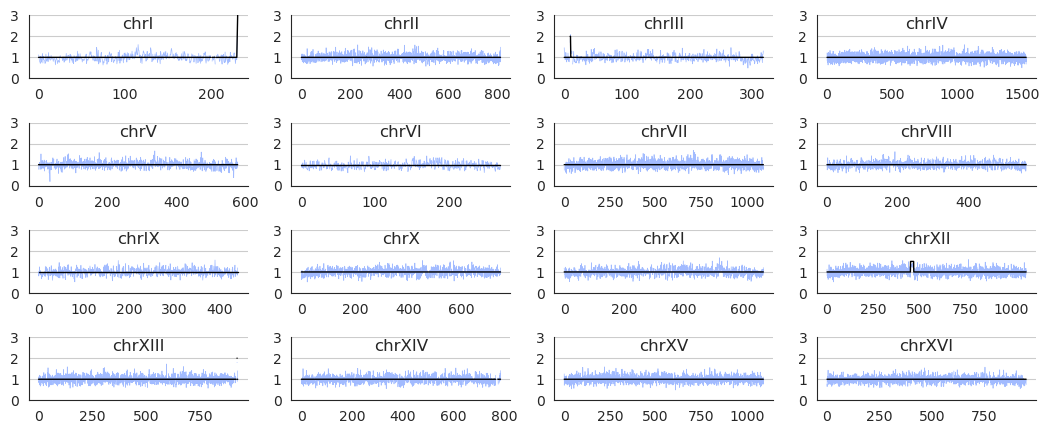 3 chrI 3 chrII 3 chrIII 3 chrIV
2 2 2 2
1 1 1 1
0 0 0 0
0 100 200 0 200 400 600 800 0 100 200 300 0 500 1000 1500
3 chrV 3 chrVI 3 chrVII 3 chrVIII
2 2 2 2
1 1 1 1
0 0 0 0
0 200 400 600 0 100 200 0 250 500 750 1000 0 200 400
3 chrIX 3 chrX 3 chrXI 3 chrXII
2 2 2 2
1 1 1 1
0 0 0 0
0 100 200 300 400 0 200 400 600 0 200 400 600 0 250 500 750 1000
3 chrXIII 3 chrXIV 3 chrXV 3 chrXVI
2 2 2 2
1 1 1 1
0 0 0 0
0 250 500 750 0 200 400 600 800 0 250 500 750 1000 0 250 500 750